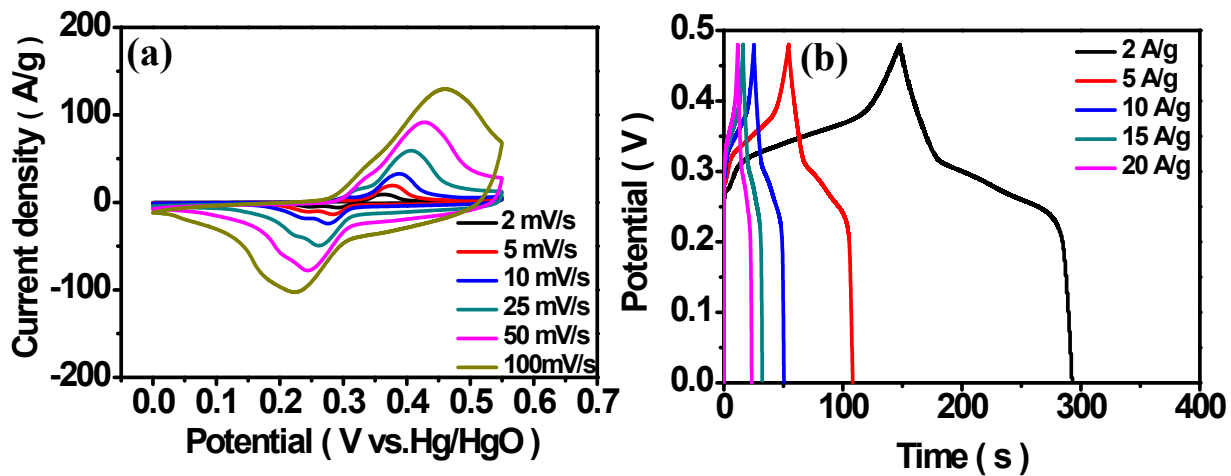 (a)
200
100
0
-100
-200
Current density ( A/g )
0.0 0.1 0.2 0.3 0.4 0.5 0.6 0.7
Potential ( V vs.Hg/HgO )
2 mV/s
5 mV/s
10 mV/s
25 mV/s
50 mV/s
100mV/s
(b)
0.5
0.4
0.3
0.2
0.1
0.0
Potential ( V )
0 100 200 300 400
Time ( s )
2 A/g
5 A/g
10 A/g
15 A/g
20 A/g